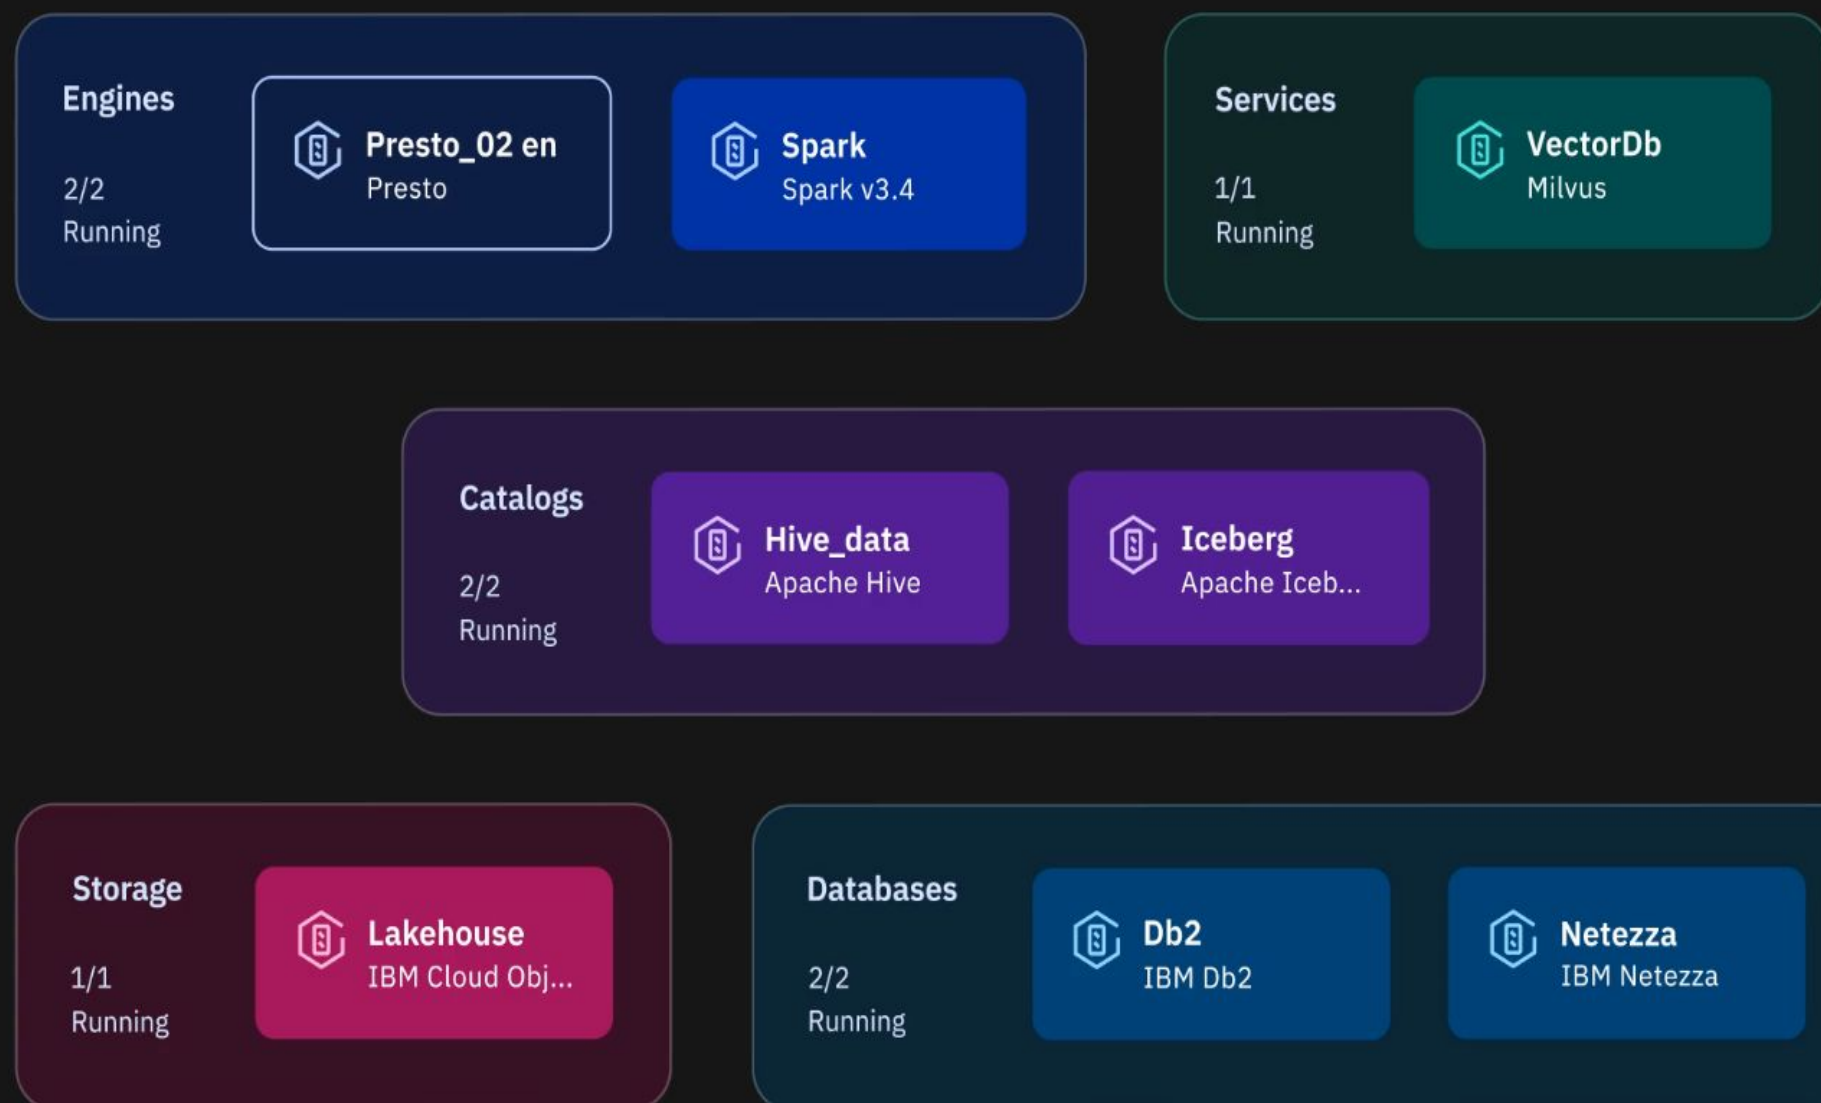 Engines
2/2
Running
Presto_02 en
Presto
Spark
Spark v3.4
Services
1/1
Running
VectorDb
Milvus
Catalogs
2/2
Running
Hive_data
Apache Hive
Iceberg
Apache Iceb...
Storage
1/1
Running
Lakehouse
IBM Cloud Obj...
Databases
2/2
Running
Db2
IBM Db2
Netezza
IBM Netezza